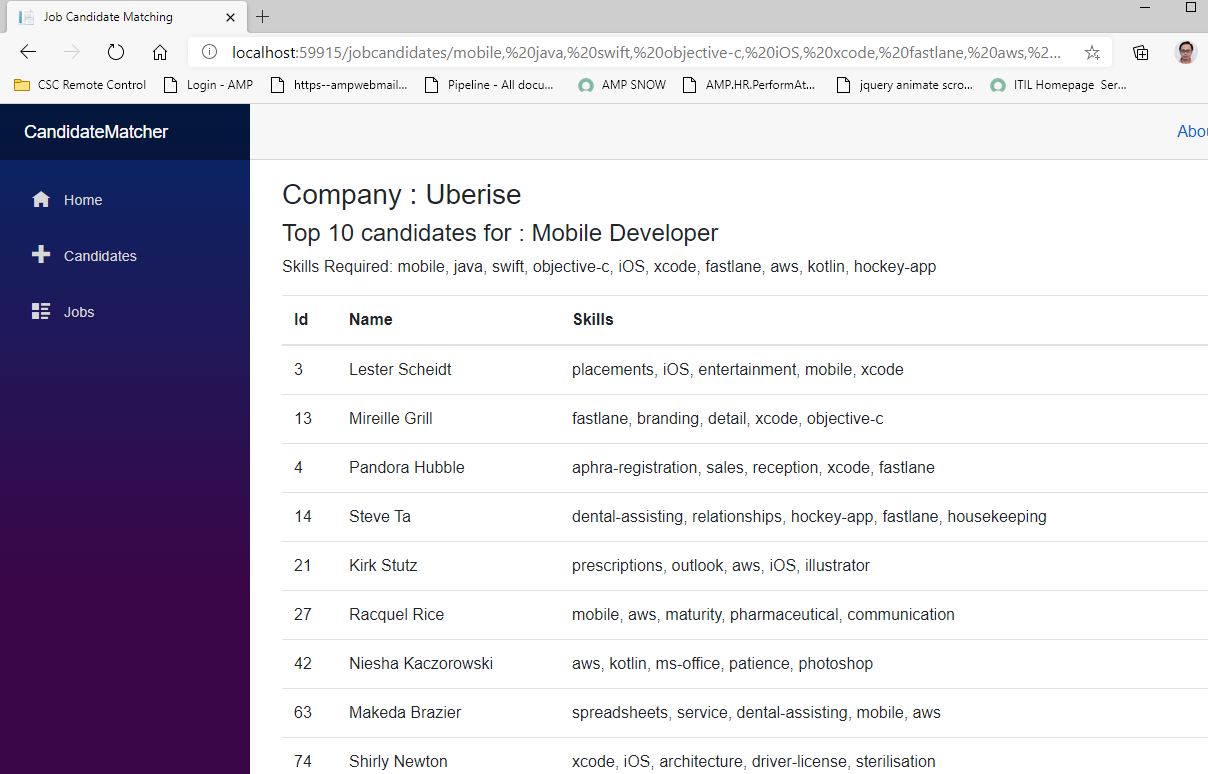 Job Candidate Matching
localhost:59915/jobcandidates/mobile,%20java,%20swift,%20objective-c,%20iOS,%20xcode,%20fastlane,%20aws,%2...
CSC Remote Control Login - AMP https--ampwebmail... Pipeline - All docu... AMP SNOW AMP.HR.PerformAt... jquery animate scro... ITIL Homepage Ser...
CandidateMatcher
Abou
Home
Candidates
Jobs
Company : Uberise
Top 10 candidates for : Mobile Developer
Skills Required: mobile, java, swift, objective-c, iOS, xcode, fastlane, aws, kotlin, hockey-app
Id Name Skills
3 Lester Scheidt placements, iOS, entertainment, mobile, xcode
13 Mireille Grill fastlane, branding, detail, xcode, objective-c
4 Pandora Hubble aphra-registration, sales, reception, xcode, fastlane
14 Steve Ta dental-assisting, relationships, hockey-app, fastlane, housekeeping
21 Kirk Stutz prescriptions, outlook, aws, iOS, illustrator
27 Racquel Rice mobile, aws, maturity, pharmaceutical, communication
42 Niesha Kaczorowski aws, kotlin, ms-office, patience, photoshop
63 Makeda Brazier spreadsheets, service, dental-assisting, mobile, aws
74 Shirly Newton xcode, iOS, architecture, driver-license, sterilisation